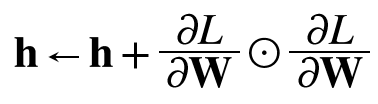 𝐡 ← 𝐡 + ∂L/∂𝐖 ⊙ ∂L/∂𝐖